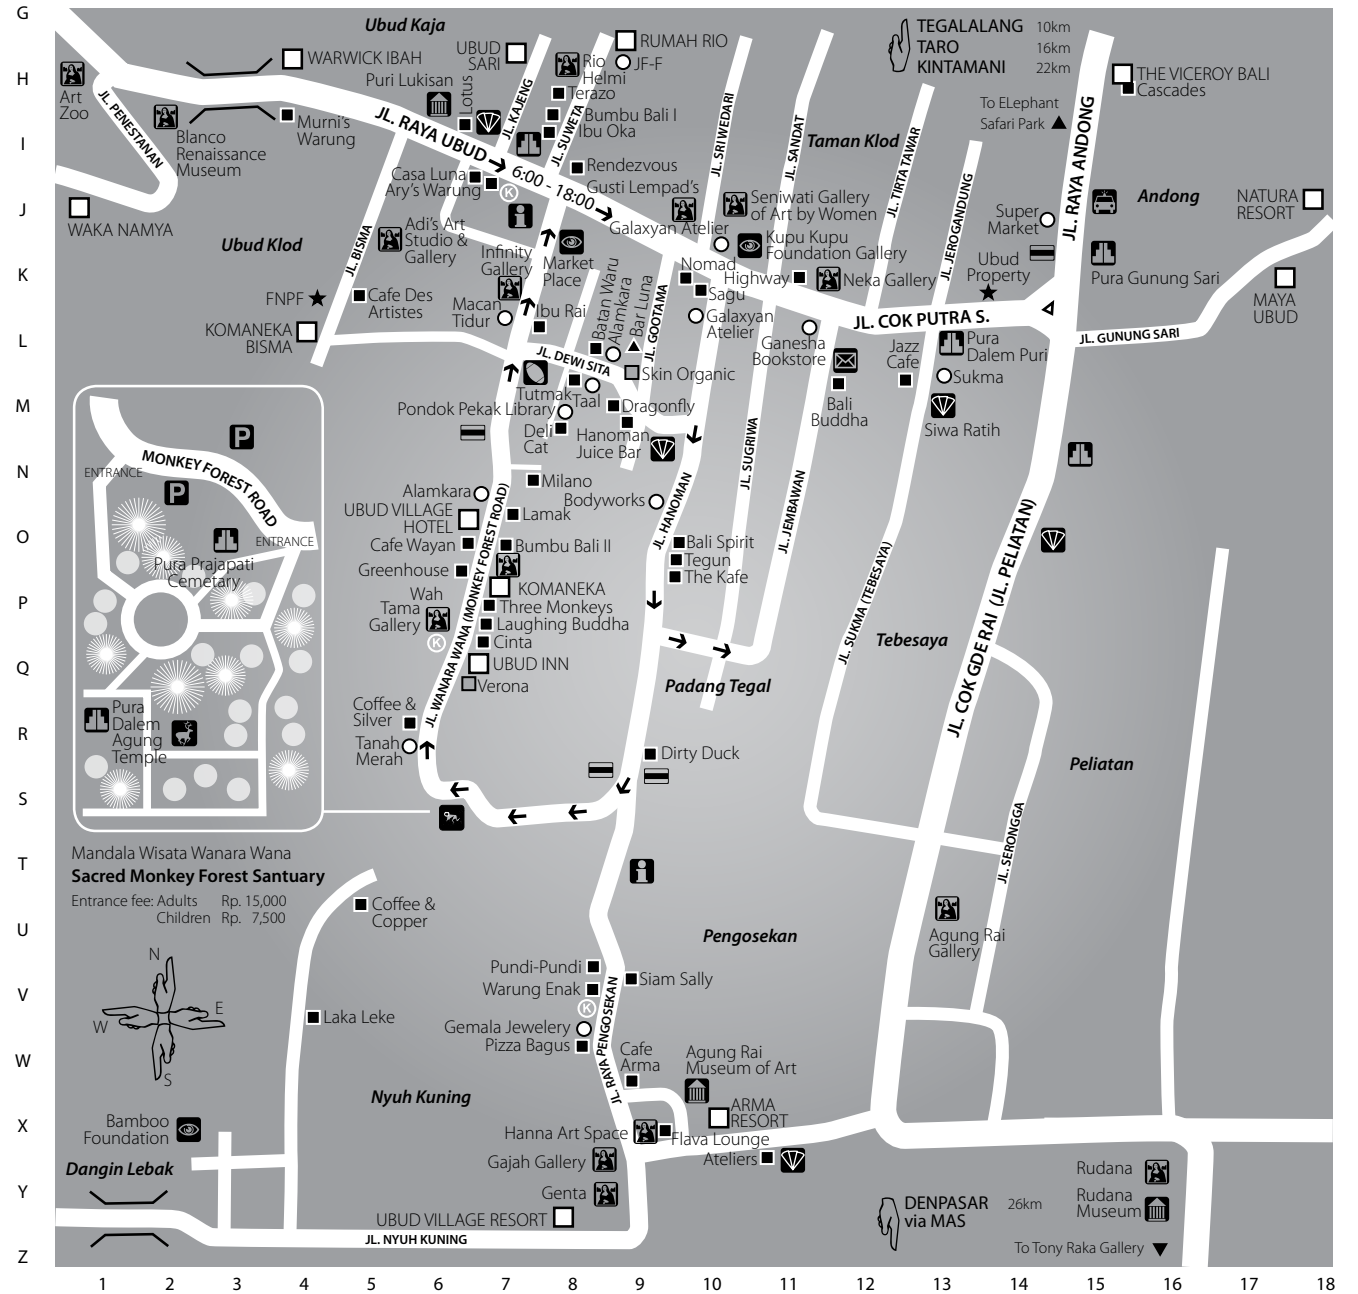 G
H
I
J
K
L
M
N
O
P
Q
R
S
T
U
V
W
X
Y
Z
1
2
3
4
5
6
7
8
9
10
11
12
13
14
15
16
17
18
Ubud Kaja
TEGALALANG 10km
TARO 16km
KINTAMANI 22km
WARWICK IBAH
UBUD
SARI
RUMAH RIO
JF-F
Rio
Helmi
Terazo
Art
Zoo
JL. PENESTANAN
Blanco
Renaissance
Museum
Murni's
Warung
Puri Lukisan
Lotus
JL. KAJENG
JL. SUWETA
Bumbu Bali I
Ibu Oka
JL. RAYA UBUD
6:00 - 18:00
Rendezvous
Gusti Lempad's
Casa Luna
Ary's Warung
K
JL. SRIWEDARI
JL. SANDAT
Taman Klod
JL. TIRTA TAWAR
JL. JEROGANDUNG
To ELephant
Safari Park
JL. RAYA ANDONG
THE VICEROY BALI
Cascades
Andong
NATURA
RESORT
WAKA NAMYA
Ubud Klod
JL. BISMA
Adi's Art
Studio &
Gallery
Infinity
Gallery
Market
Place
Galaxyan Atelier
Seniwati Gallery
of Art by Women
Kupu Kupu
Foundation Gallery
Super
Market
Ubud
Property
Pura Gunung Sari
MAYA
UBUD
FNPF
Cafe Des
Artistes
Macan
Tidur
Ibu Rai
Batan Waru
Alamkara
Bar Luna
JL. GOOTAMA
Nomad
Sagu
Highway
Neka Gallery
Galaxyan
Atelier
Ganesha
Bookstore
JL. COK PUTRA S.
JL. GUNUNG SARI
KOMANEKA
BISMA
JL. DEWI SITA
Skin Organic
Jazz
Cafe
Pura
Dalem Puri
Sukma
Tutmak
Taal
Pondok Pekak Library
Dragonfly
Deli
Cat
Hanoman
Juice Bar
Bali
Buddha
Siwa Ratih
P
MONKEY FOREST ROAD
ENTRANCE
P
ENTRANCE
Pura Prajapati
Cemetary
Pura
Dalem
Agung
Temple
Milano
Alamkara
Bodyworks
UBUD VILLAGE
HOTEL
Lamak
JL. HANOMAN
JL. SUGRIWA
JL. JEMBAWAN
Cafe Wayan
Bumbu Bali II
Bali Spirit
Tegun
The Kafe
Greenhouse
KOMANEKA
Wah
Tama
Gallery
K
Three Monkeys
Laughing Buddha
Cinta
UBUD INN
Verona
JL. WANARA WANA (MONKEY FOREST ROAD)
JL. SUKMA (TEBESAYA)
Tebesaya
JL. COK GDE RAI (JL. PELIATAN)
Padang Tegal
Coffee &
Silver
Tanah
Merah
Dirty Duck
Peliatan
JL. SERONGGA
Mandala Wisata Wanara Wana
Sacred Monkey Forest Santuary
Entrance fee: Adults Rp. 15,000
Children Rp. 7,500
N
E
W
S
Coffee &
Copper
Pengosekan
Agung Rai
Gallery
Pundi-Pundi
Warung Enak
K
Siam Sally
Laka Leke
Gemala Jewelery
Pizza Bagus
JL. RAYA PENGOSEKAN
Cafe
Arma
Agung Rai
Museum of Art
ARMA
RESORT
Nyuh Kuning
Bamboo
Foundation
Dangin Lebak
Hanna Art Space
Flava Lounge
Gajah Gallery
Ateliers
Genta
UBUD VILLAGE RESORT
JL. NYUH KUNING
DENPASAR 26km
via MAS
Rudana
Rudana
Museum
To Tony Raka Gallery